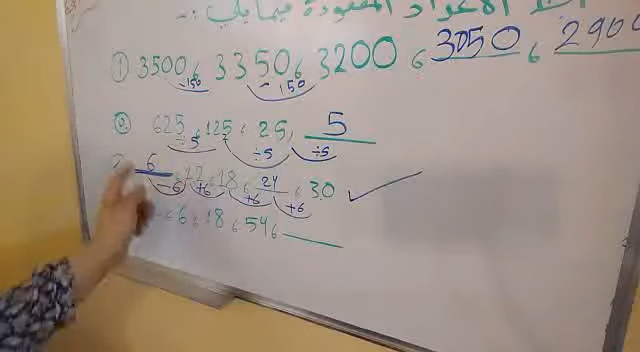 الأعداد المفقودة فيما يلي :-
① 3500 ، 3350 ، 3200 ، 3050 ، 2900
-150 -150
② 625 ، 125 ، 25 ، 5
÷5 ÷5 ÷5
6 ، 12 ، 18 ، 24 ، 30 ✓
-6 +6 +6 +6
6 ، 18 ، 54 ، ____